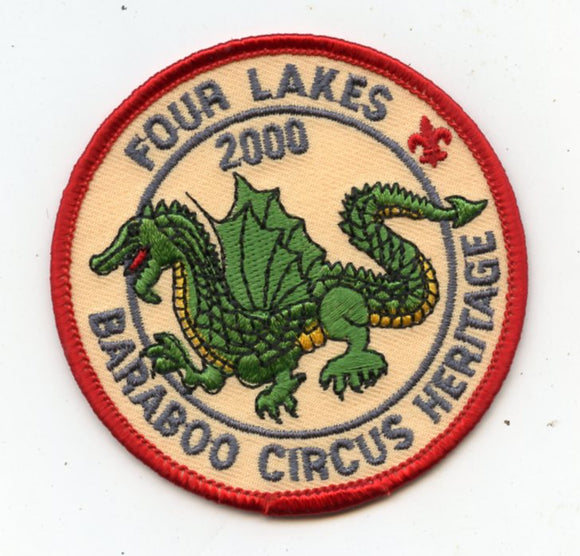 FOUR LAKES
2000
BARABOO CIRCUS HERITAGE